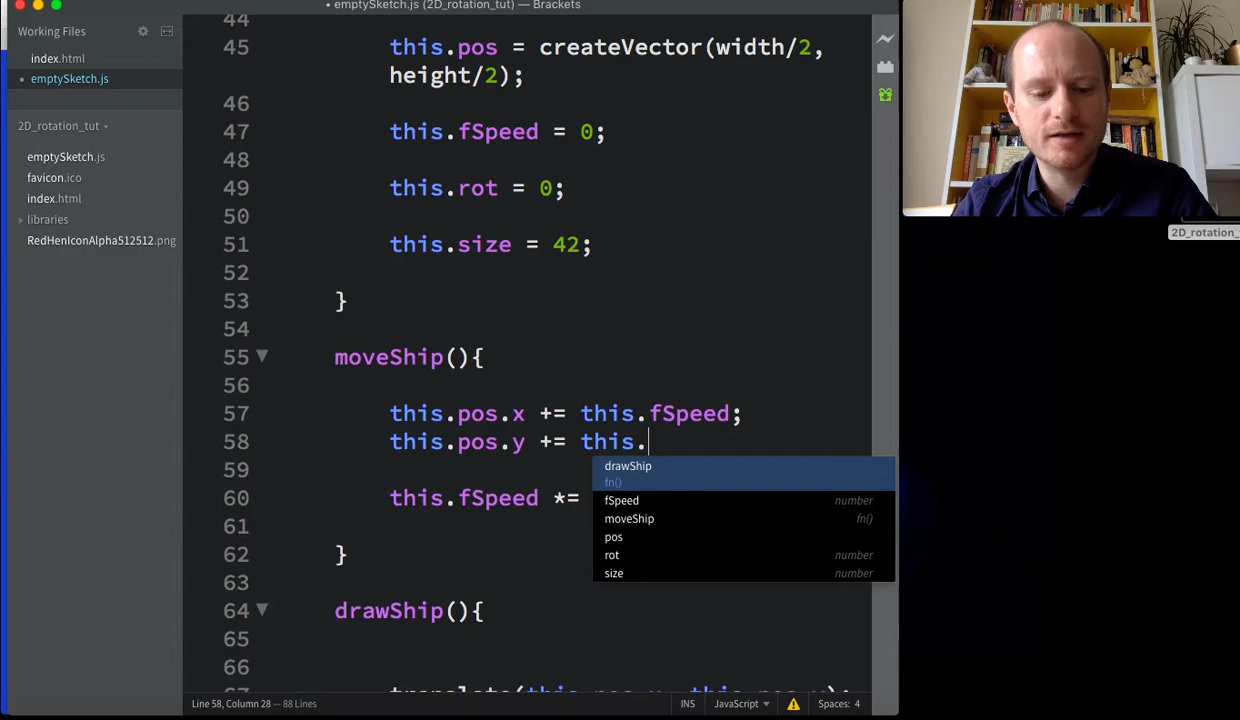 emptySketch.js (2D_rotation_tut) — Brackets
Working Files
index.html
emptySketch.js
2D_rotation_tut
emptySketch.js
favicon.ico
index.html
libraries
RedHenIconAlpha512512.png
44
45 this.pos = createVector(width/2,
height/2);
46
47 this.fSpeed = 0;
48
49 this.rot = 0;
50
51 this.size = 42;
52
53 }
54
55 moveShip(){
56
57 this.pos.x += this.fSpeed;
58 this.pos.y += this.
drawShip
fn()
fSpeed number
moveShip fn()
pos
rot number
size number
59
60 this.fSpeed *=
61
62 }
63
64 drawShip(){
65
66
67 translate(this.pos.x, this.pos.y);
Line 58, Column 28 — 88 Lines
INS JavaScript Spaces: 4
2D_rotation_